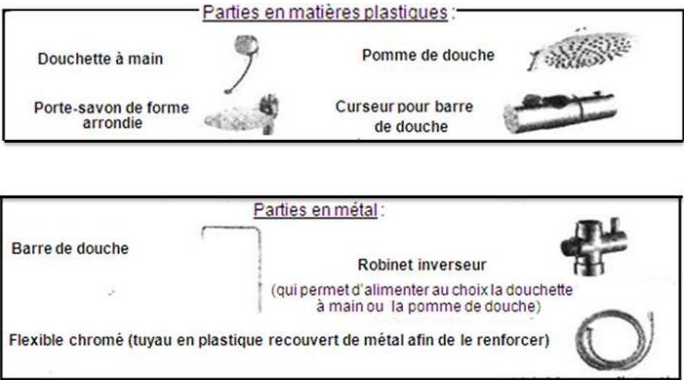 Parties en matières plastiques :
Douchette à main
Pomme de douche
Porte-savon de forme
arrondie
Curseur pour barre
de douche
Parties en métal :
Barre de douche
Robinet inverseur
(qui permet d'alimenter au choix la douchette
à main ou la pomme de douche)
Flexible chromé (tuyau en plastique recouvert de métal afin de le renforcer)